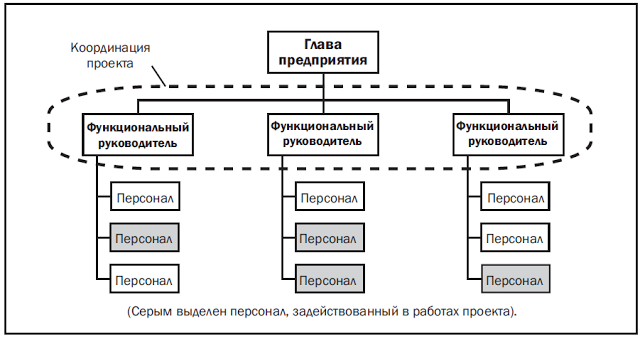 Координация
проекта
Глава
предприятия
Функциональный
руководитель
Функциональный
руководитель
Функциональный
руководитель
Персонал
Персонал
Персонал
Персонал
Персонал
Персонал
Персонал
Персонал
Персонал
(Серым выделен персонал, задействованный в работах проекта).